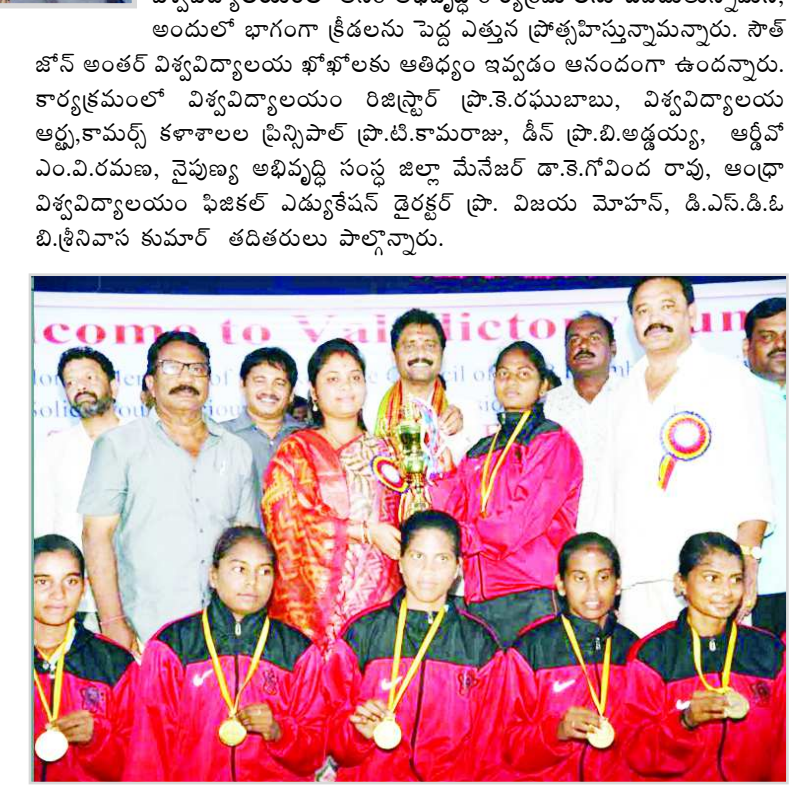 అందులో భాగంగా క్రీడలను పెద్ద ఎత్తున ప్రోత్సహిస్తున్నామన్నారు. సౌత్
జోన్ అంతర్ విశ్వవిద్యాలయ ఖోఖోలకు ఆతిధ్యం ఇవ్వడం ఆనందంగా ఉందన్నారు.
కార్యక్రమంలో విశ్వవిద్యాలయం రిజిస్ట్రార్ ప్రొ.కె.రఘుబాబు, విశ్వవిద్యాలయ
ఆర్ట్స్,కామర్స్ కళాశాలల ప్రిన్సిపాల్ ప్రొ.టి.కామరాజు, డీన్ ప్రొ.బి.అడ్డయ్య, ఆర్డీవో
ఎం.వి.రమణ, నైపుణ్య అభివృద్ధి సంస్థ జిల్లా మేనేజర్ డా.కె.గోవింద రావు, ఆంధ్రా
విశ్వవిద్యాలయం ఫిజికల్ ఎడ్యుకేషన్ డైరక్టర్ ప్రొ. విజయ మోహన్, డి.ఎస్.డి.ఓ
బి.శ్రీనివాస కుమార్ తదితరులు పాల్గొన్నారు.
come to